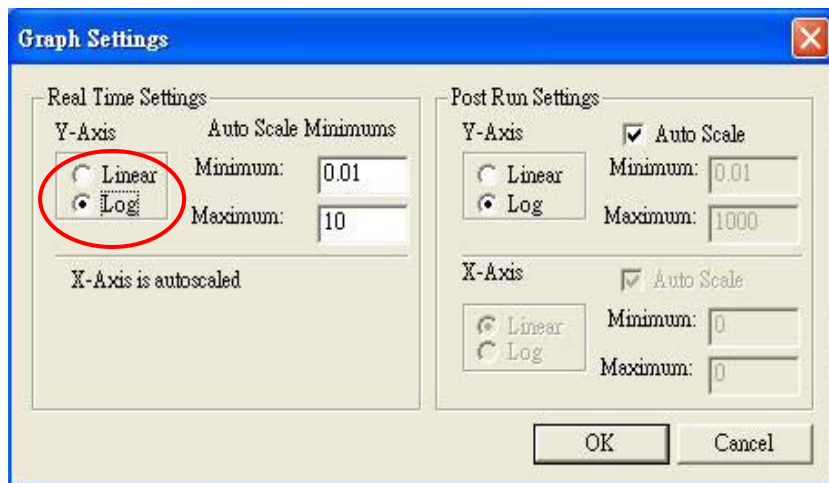 Graph Settings
Real Time Settings
Y-Axis
Auto Scale Minimums
Linear
Log
Minimum: 0.01
Maximum: 10
X-Axis is autoscaled
Post Run Settings
Y-Axis
Auto Scale
Linear
Log
Minimum: 0.01
Maximum: 1000
X-Axis
Auto Scale
Linear
Log
Minimum: 0
Maximum: 0
OK
Cancel